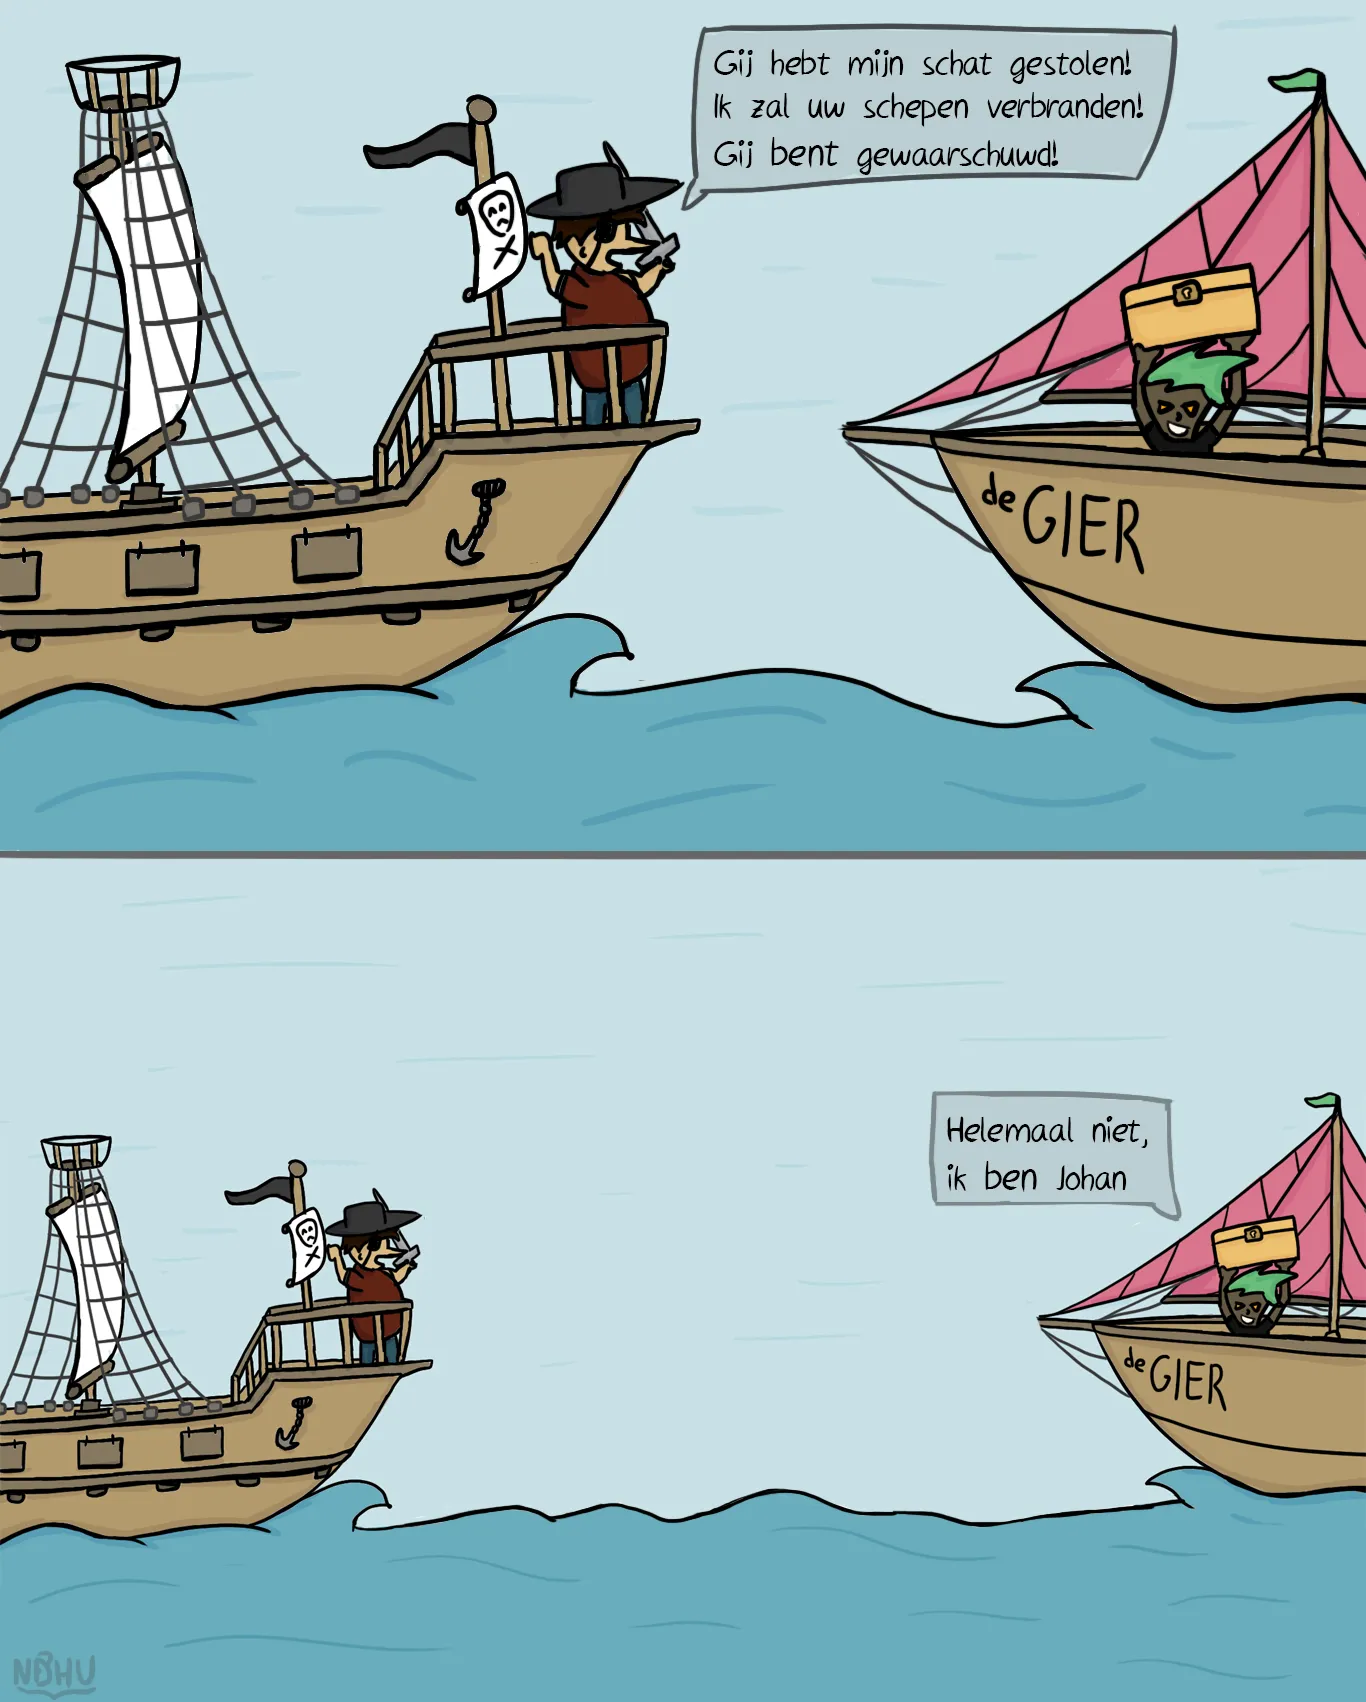 Gij hebt mijn schat gestolen!
Ik zal uw schepen verbranden!
Gij bent gewaarschuwd!
de GIER
Helemaal niet,
ik ben Johan
de GIER
NBHU